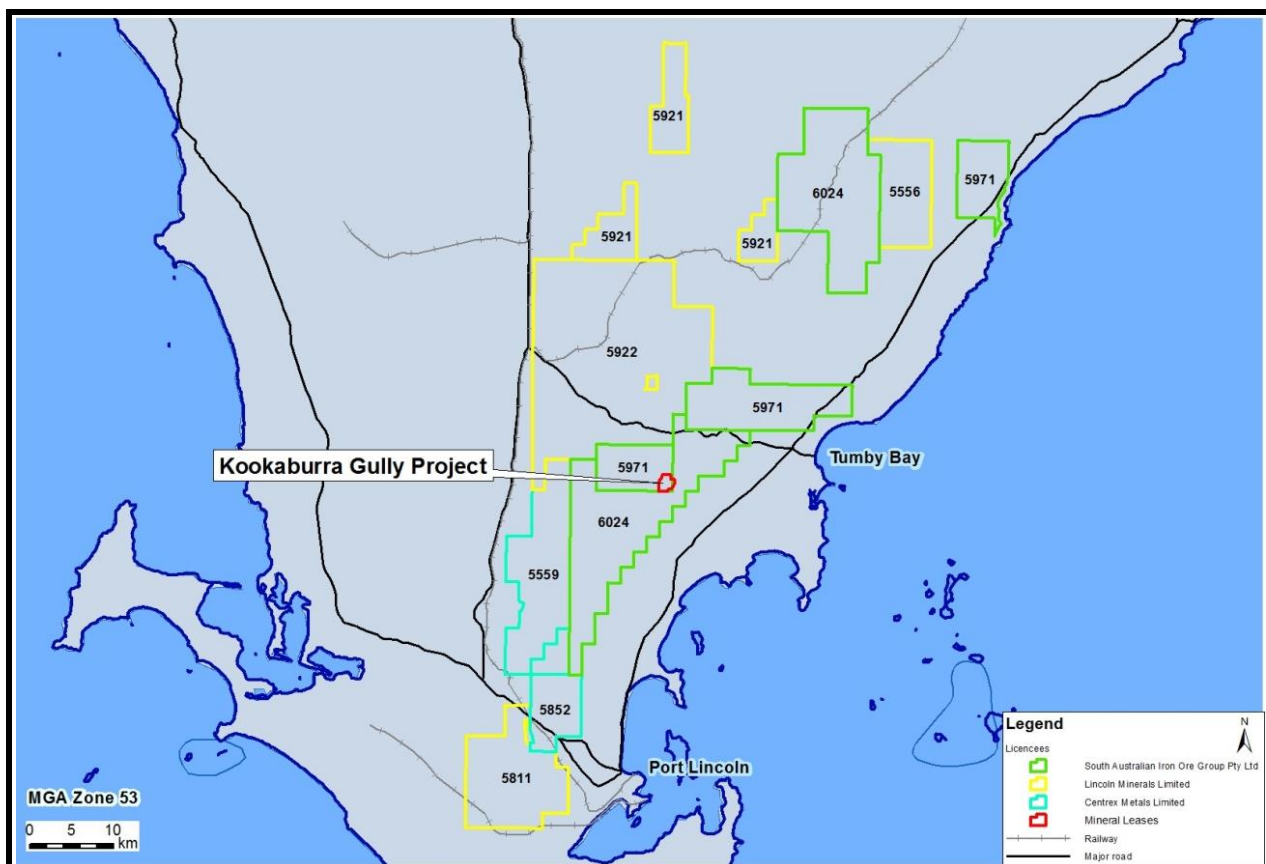 5921
5971
6024
5556
5921
5921
5922
5971
Tumby Bay
Kookaburra Gully Project
5971
6024
5559
5852
5811
Port Lincoln
MGA Zone 53
0 5 10
km
Legend
N
Licencees
South Australian Iron Ore Group Pty Ltd
Lincoln Minerals Limited
Centrex Metals Limited
Mineral Leases
Railway
Major road